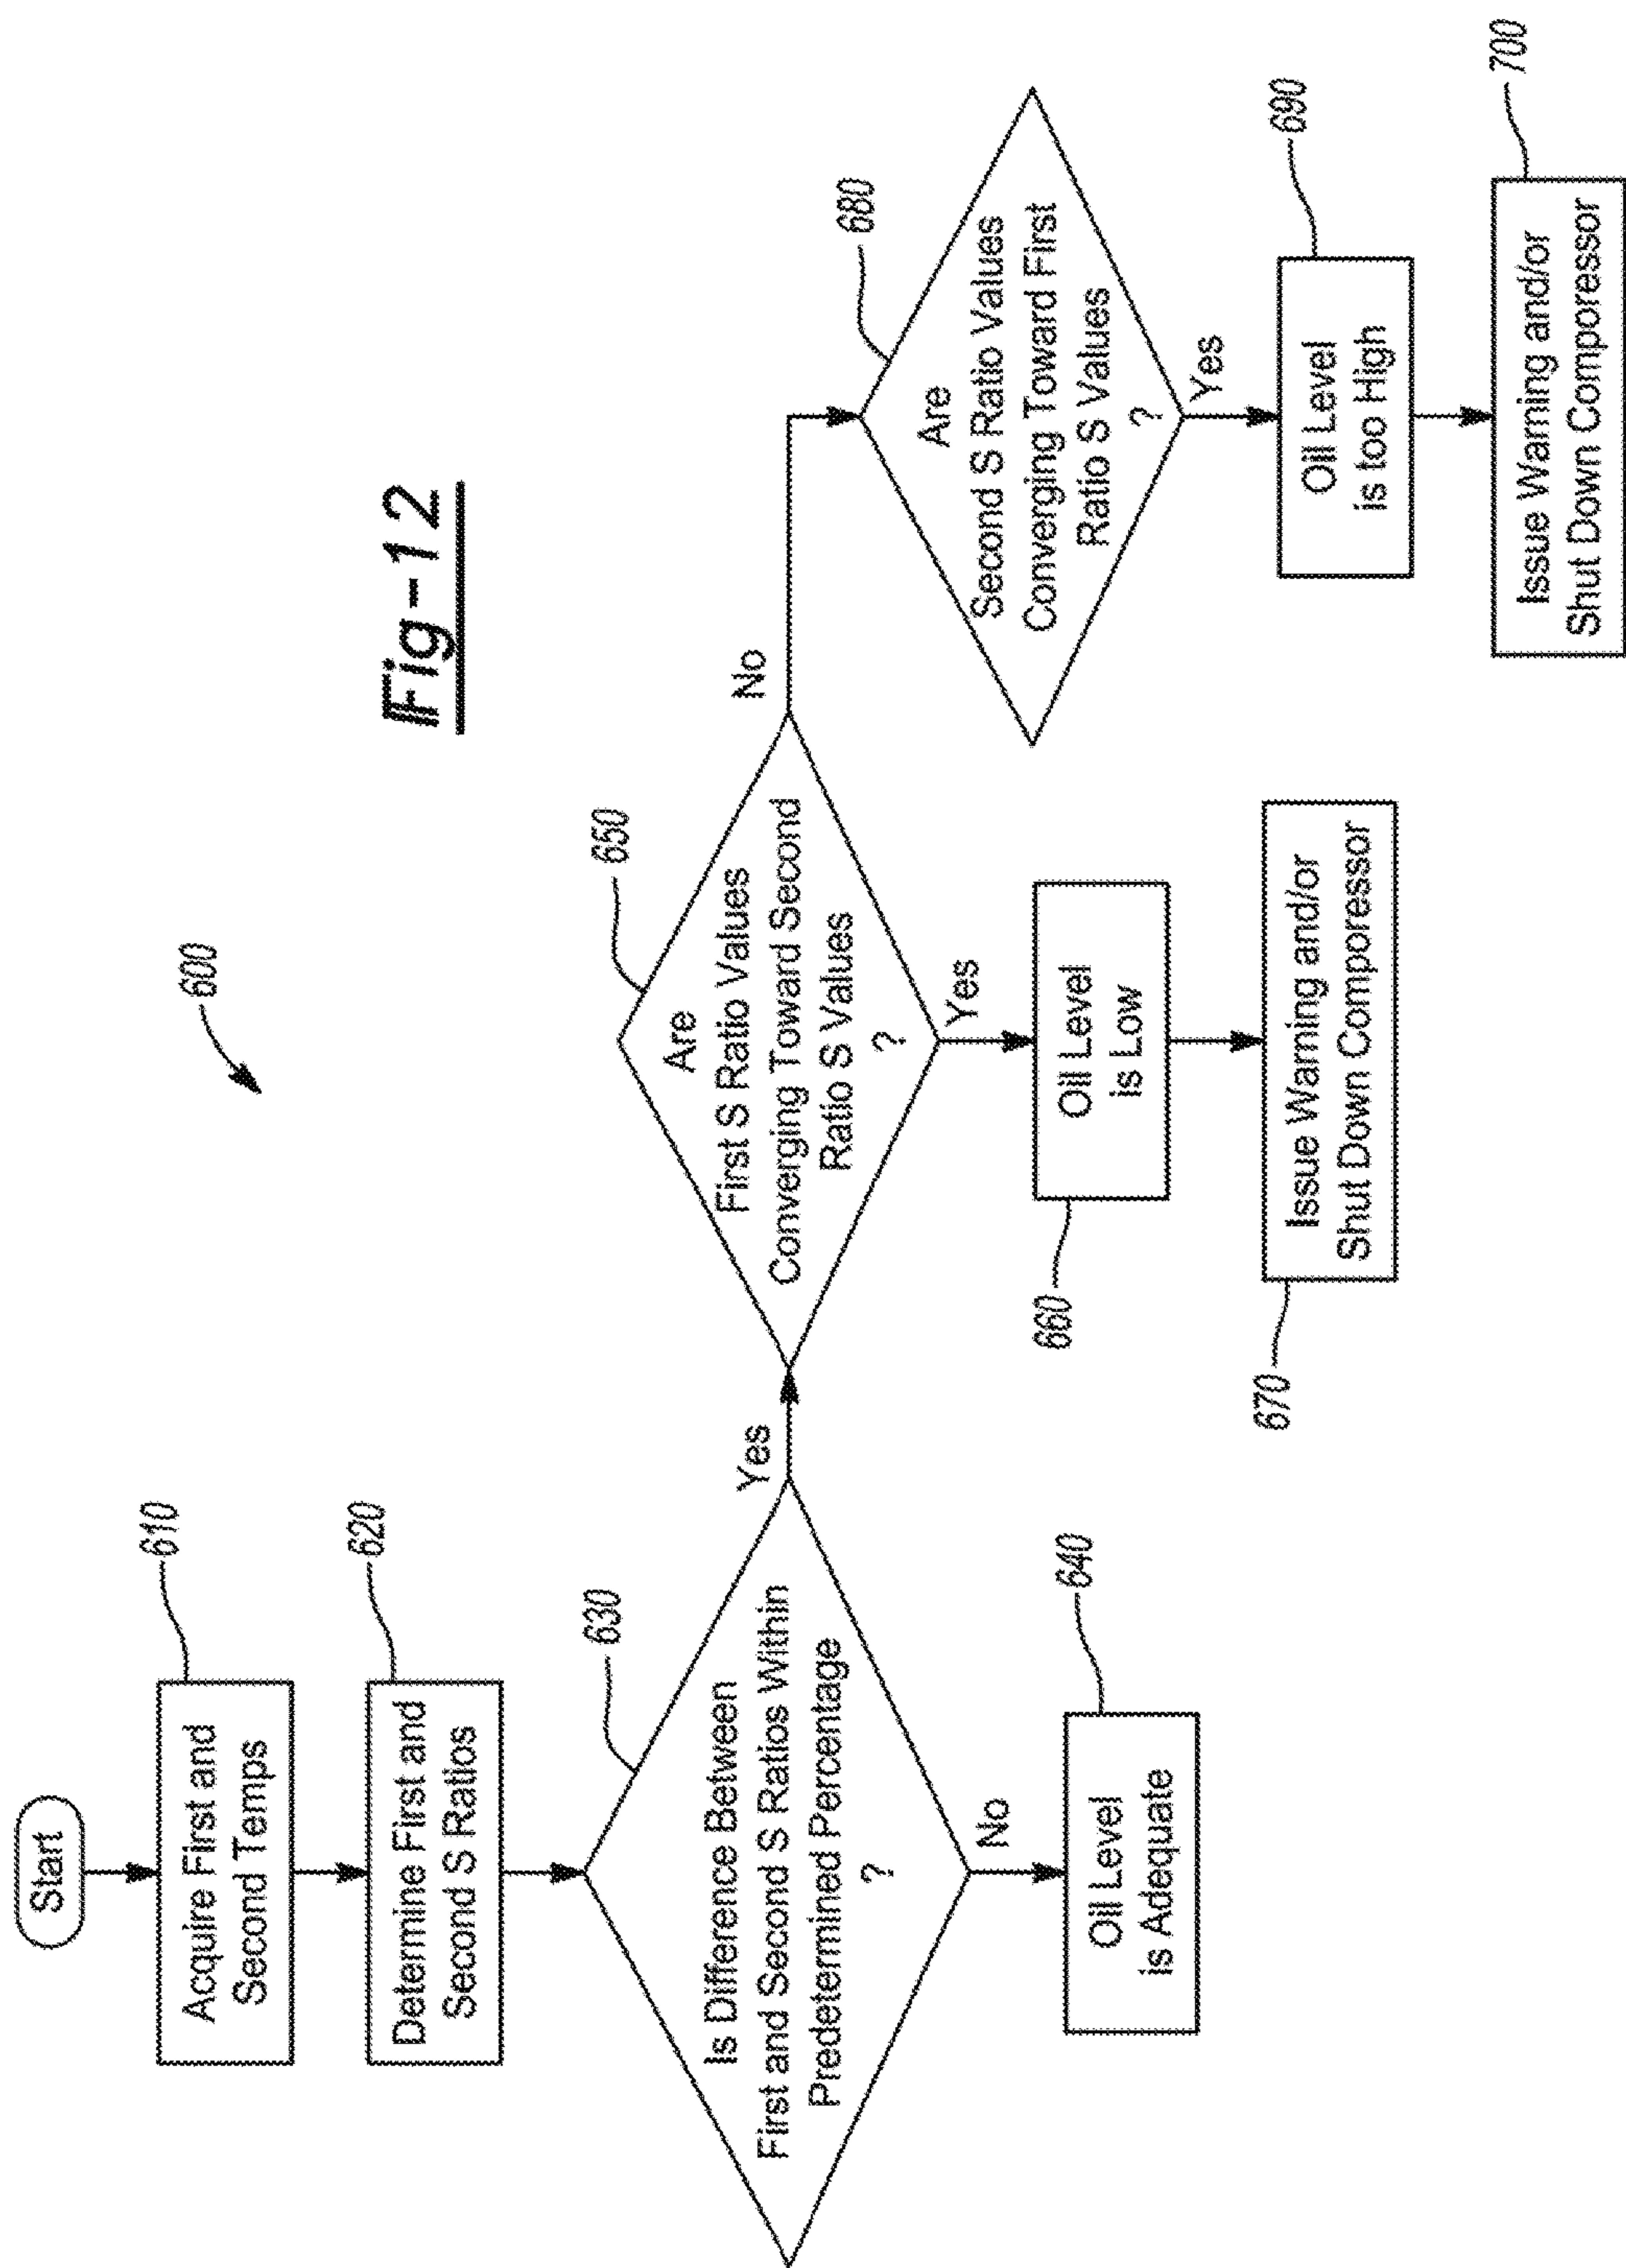 Start
Acquire First and
Second Temps
610
Determine First and
Second S Ratios
620
Is Difference Between
First and Second S Ratios Within
Predetermined Percentage
?
630
No
Oil Level
is Adequate
640
Yes
600
Are
First S Ratio Values
Converging Toward Second
Ratio S Values
?
650
Yes
Oil Level
is Low
660
Issue Warning and/or
Shut Down Comporessor
670
No
Fig-12
Are
Second S Ratio Values
Converging Toward First
Ratio S Values
?
680
Yes
Oil Level
is too High
690
Issue Warning and/or
Shut Down Comporessor
700